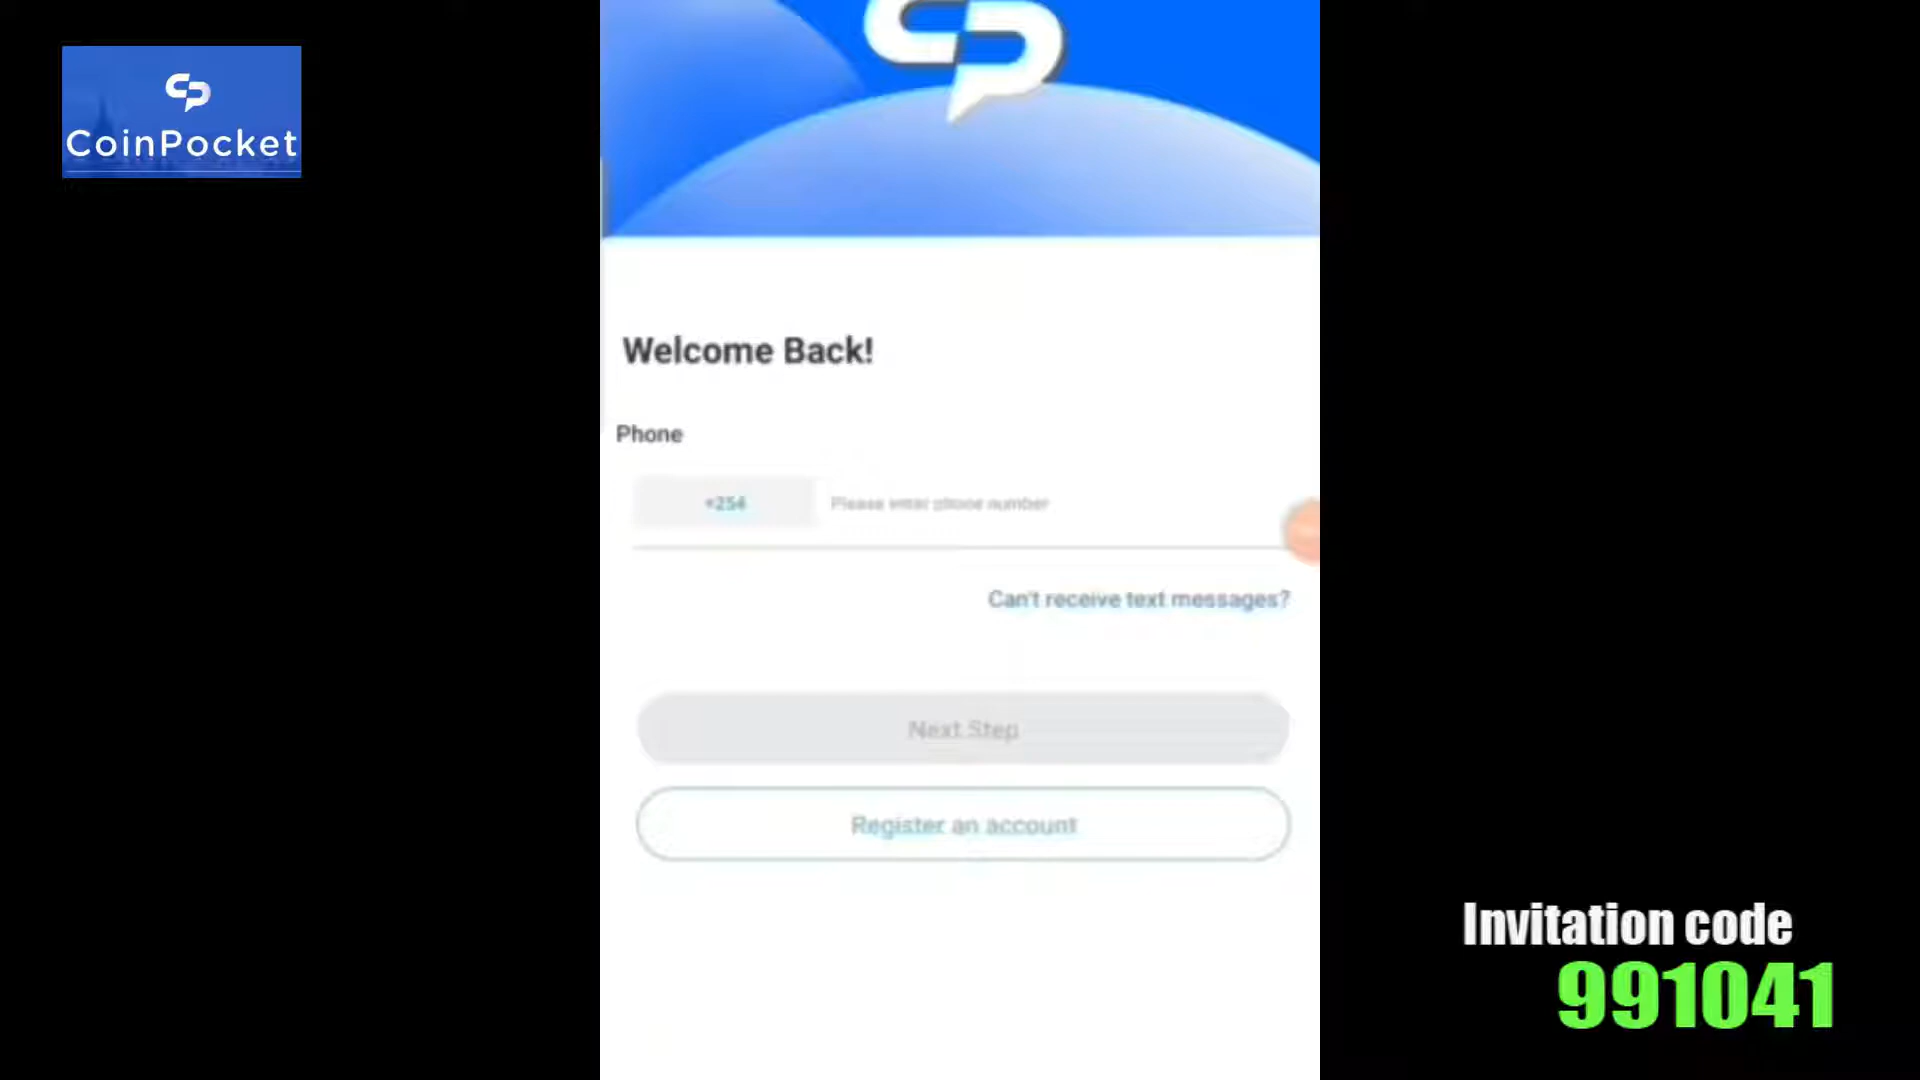 CoinPocket
Welcome Back!
Phone
+254
Please enter phone number
Can't receive text messages?
Next Step
Register an account
Invitation code
991041